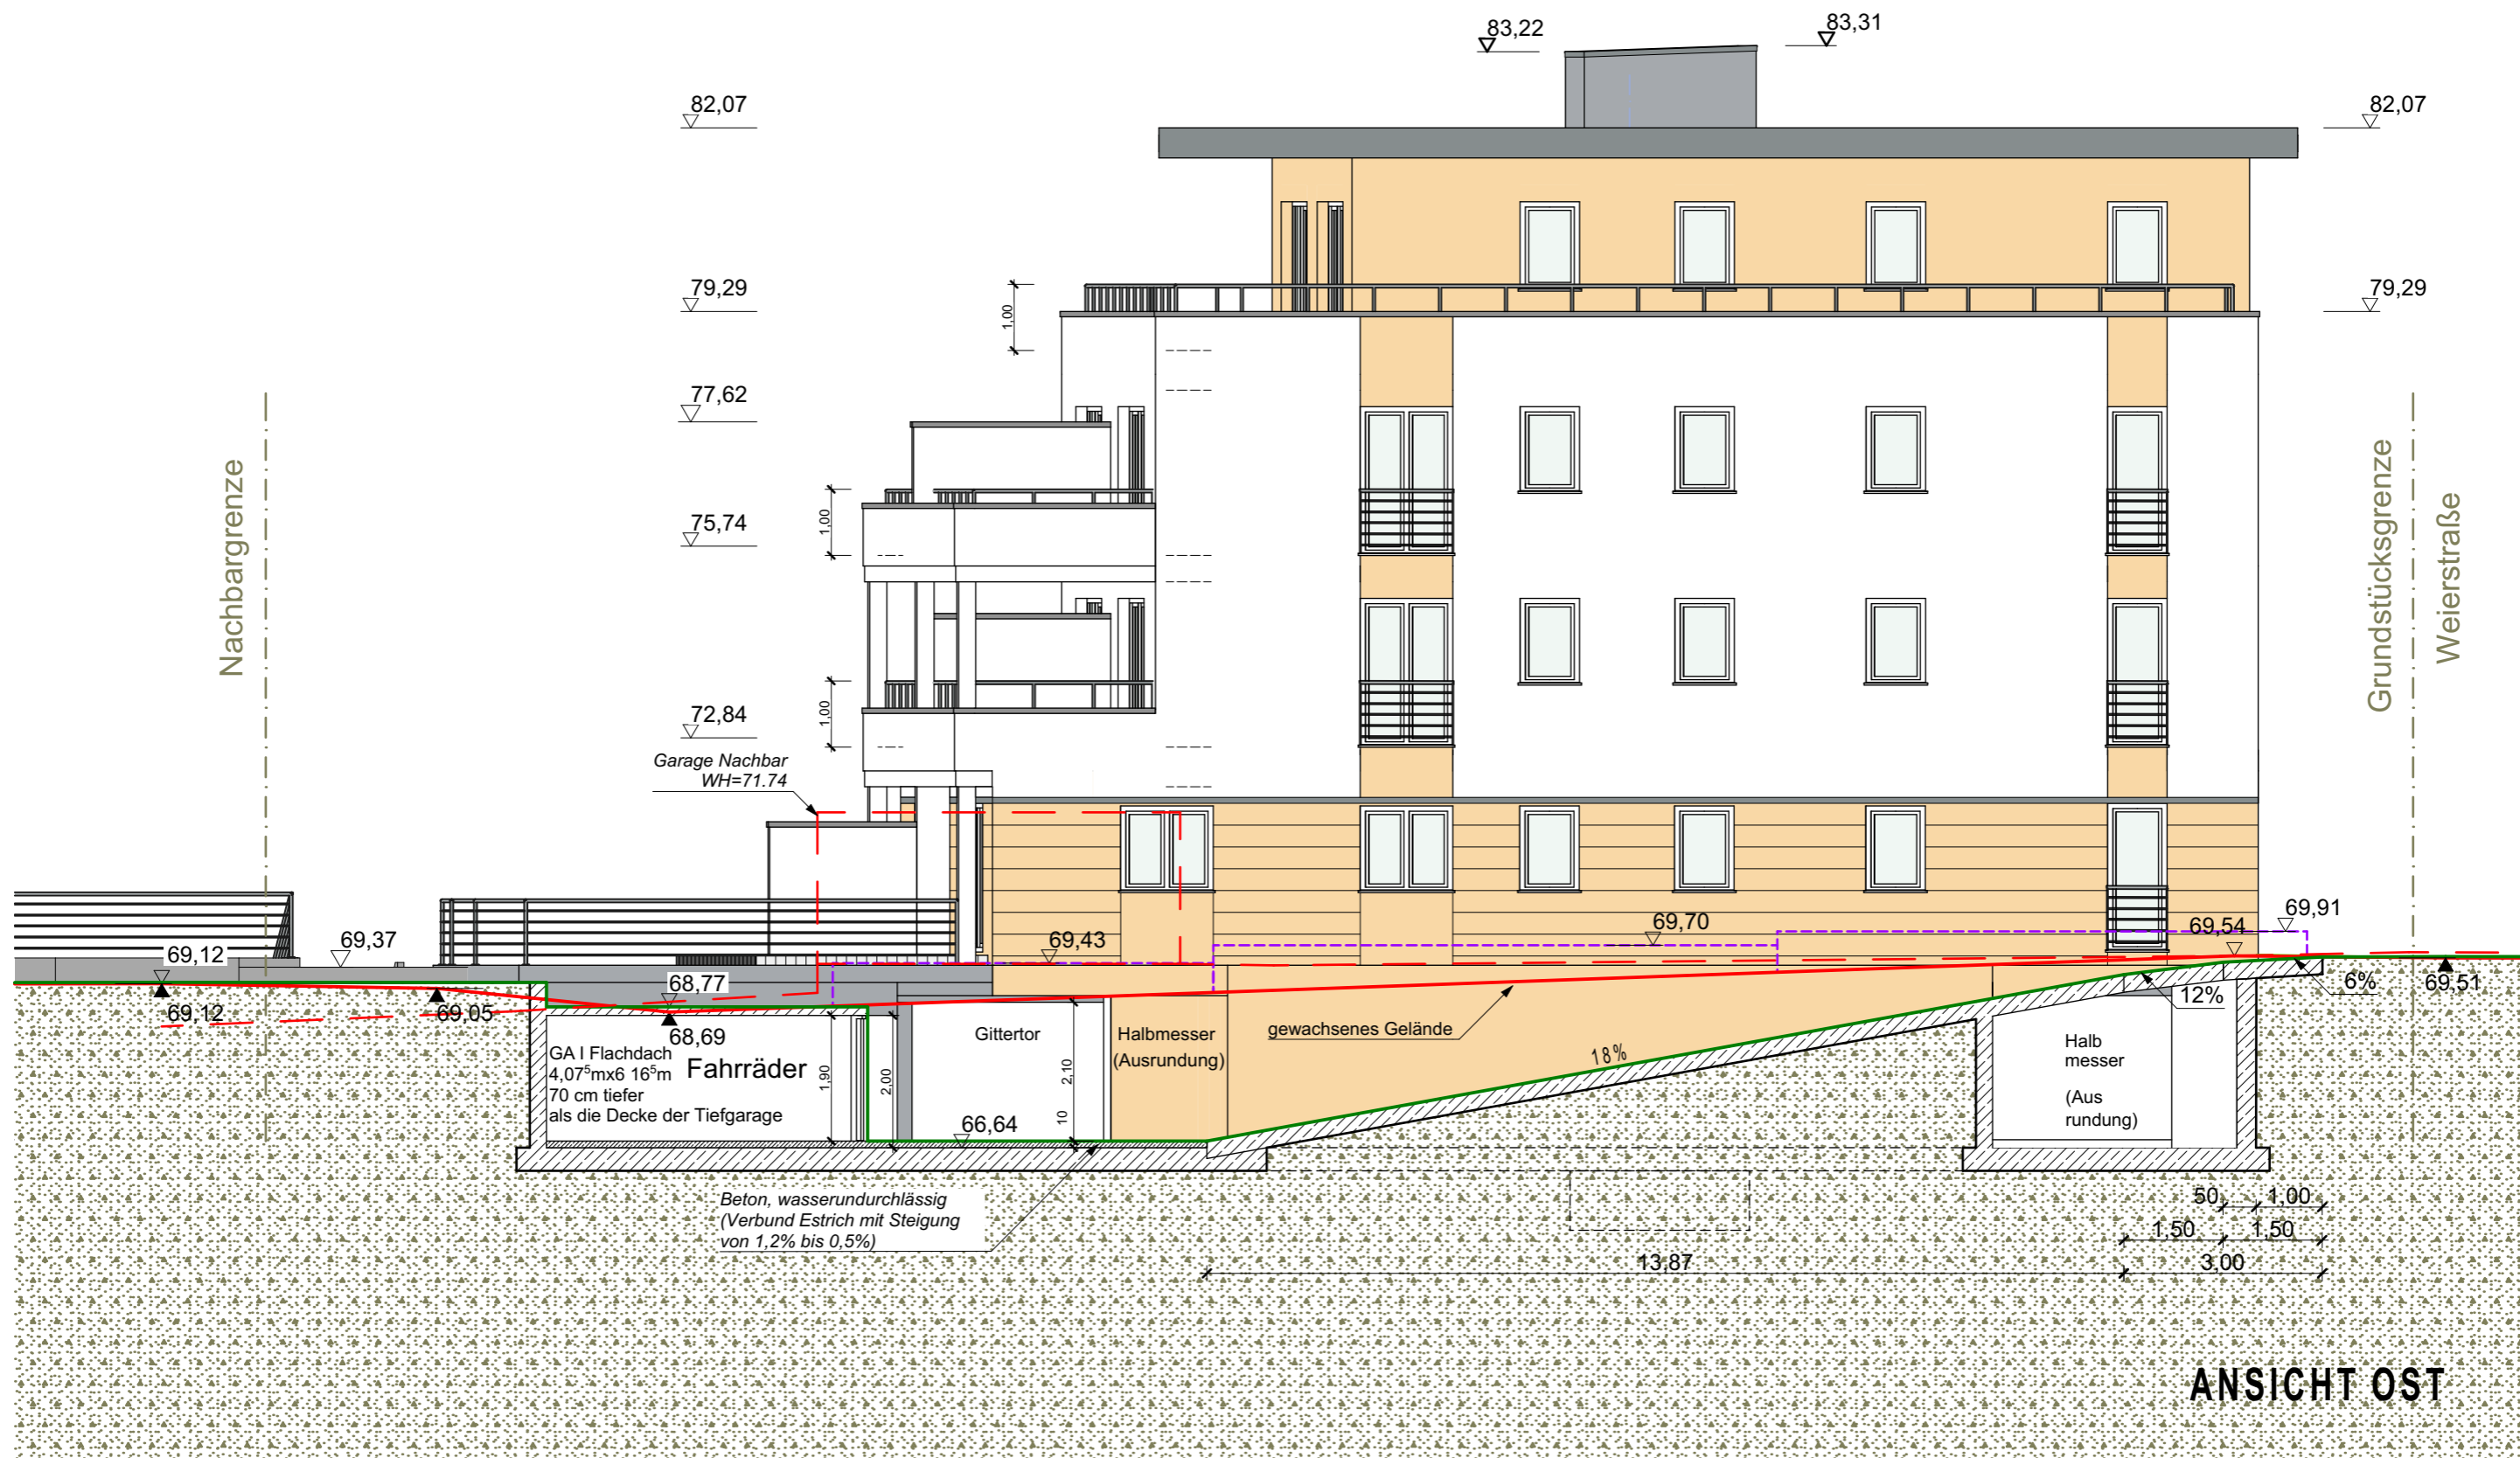 83,22
83,31
82,07
82,07
79,29
79,29
1,00
77,62
Nachbargrenze
Grundstücksgrenze
Weierstraße
75,74
1,00
72,84
1,00
Garage Nachbar
WH=71.74
69,12
69,37
69,43
69,70
69,54
69,91
69,12
69,05
68,77
68,69
12%
6%
69,51
GA I Flachdach
4,07⁵mx6 16⁵m
70 cm tiefer
als die Decke der Tiefgarage
Fahrräder
1,90
2,00
Gittertor
2,10
10
66,64
Halbmesser
(Ausrundung)
gewachsenes Gelände
18%
Halb
messer
(Aus
rundung)
Beton, wasserundurchlässig
(Verbund Estrich mit Steigung
von 1,2% bis 0,5%)
50
1,00
1,50
1,50
13,87
3,00
ANSICHT OST